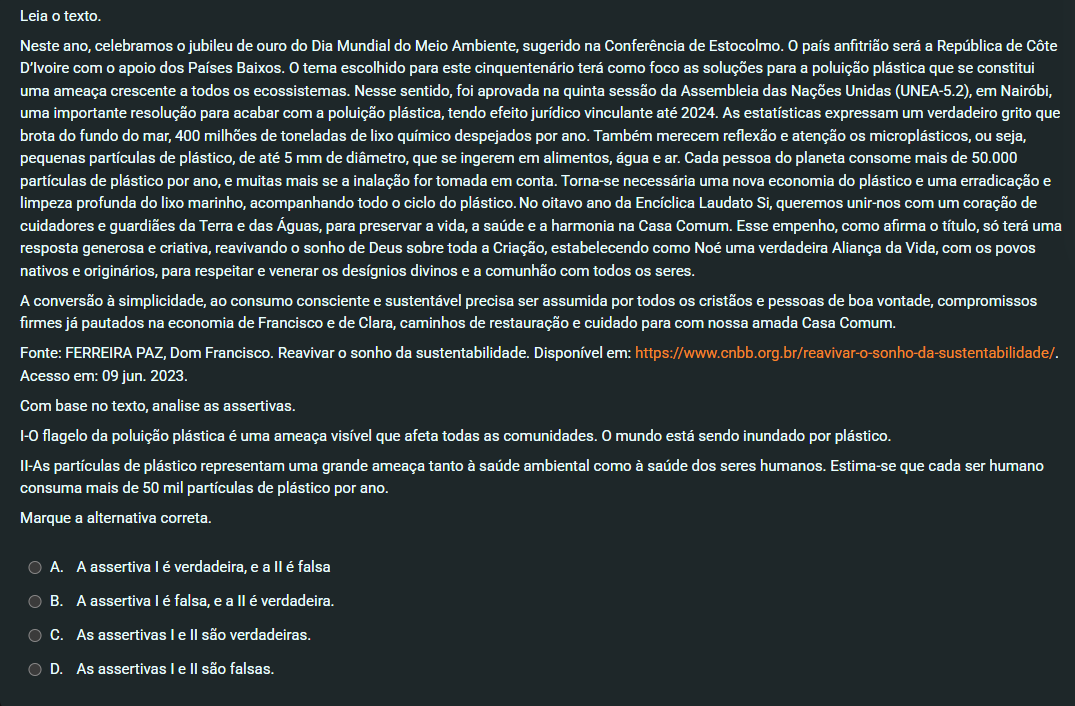 Leia o texto.
Neste ano, celebramos o jubileu de ouro do Dia Mundial do Meio Ambiente, sugerido na Conferência de Estocolmo. O país anfitrião será a República de Côte
D’Ivoire com o apoio dos Países Baixos. O tema escolhido para este cinquentenário terá como foco as soluções para a poluição plástica que se constitui
uma ameaça crescente a todos os ecossistemas. Nesse sentido, foi aprovada na quinta sessão da Assembleia das Nações Unidas (UNEA-5.2), em Nairóbi,
uma importante resolução para acabar com a poluição plástica, tendo efeito jurídico vinculante até 2024. As estatísticas expressam um verdadeiro grito que
brota do fundo do mar, 400 milhões de toneladas de lixo químico despejados por ano. Também merecem reflexão e atenção os microplásticos, ou seja,
pequenas partículas de plástico, de até 5 mm de diâmetro, que se ingerem em alimentos, água e ar. Cada pessoa do planeta consome mais de 50.000
partículas de plástico por ano, e muitas mais se a inalação for tomada em conta. Torna-se necessária uma nova economia do plástico e uma erradicação e
limpeza profunda do lixo marinho, acompanhando todo o ciclo do plástico. No oitavo ano da Encíclica Laudato Si, queremos unir-nos com um coração de
cuidadores e guardiães da Terra e das Águas, para preservar a vida, a saúde e a harmonia na Casa Comum. Esse empenho, como afirma o título, só terá uma
resposta generosa e criativa, reavivando o sonho de Deus sobre toda a Criação, estabelecendo como Noé uma verdadeira Aliança da Vida, com os povos
nativos e originários, para respeitar e venerar os desígnios divinos e a comunhão com todos os seres.
A conversão à simplicidade, ao consumo consciente e sustentável precisa ser assumida por todos os cristãos e pessoas de boa vontade, compromissos
firmes já pautados na economia de Francisco e de Clara, caminhos de restauração e cuidado para com nossa amada Casa Comum.
Fonte: FERREIRA PAZ, Dom Francisco. Reavivar o sonho da sustentabilidade. Disponível em: https://www.cnbb.org.br/reavivar-o-sonho-da-sustentabilidade/.
Acesso em: 09 jun. 2023.
Com base no texto, analise as assertivas.
I-O flagelo da poluição plástica é uma ameaça visível que afeta todas as comunidades. O mundo está sendo inundado por plástico.
II-As partículas de plástico representam uma grande ameaça tanto à saúde ambiental como à saúde dos seres humanos. Estima-se que cada ser humano
consuma mais de 50 mil partículas de plástico por ano.
Marque a alternativa correta.
A. A assertiva I é verdadeira, e a II é falsa
B. A assertiva I é falsa, e a II é verdadeira.
C. As assertivas I e II são verdadeiras.
D. As assertivas I e II são falsas.